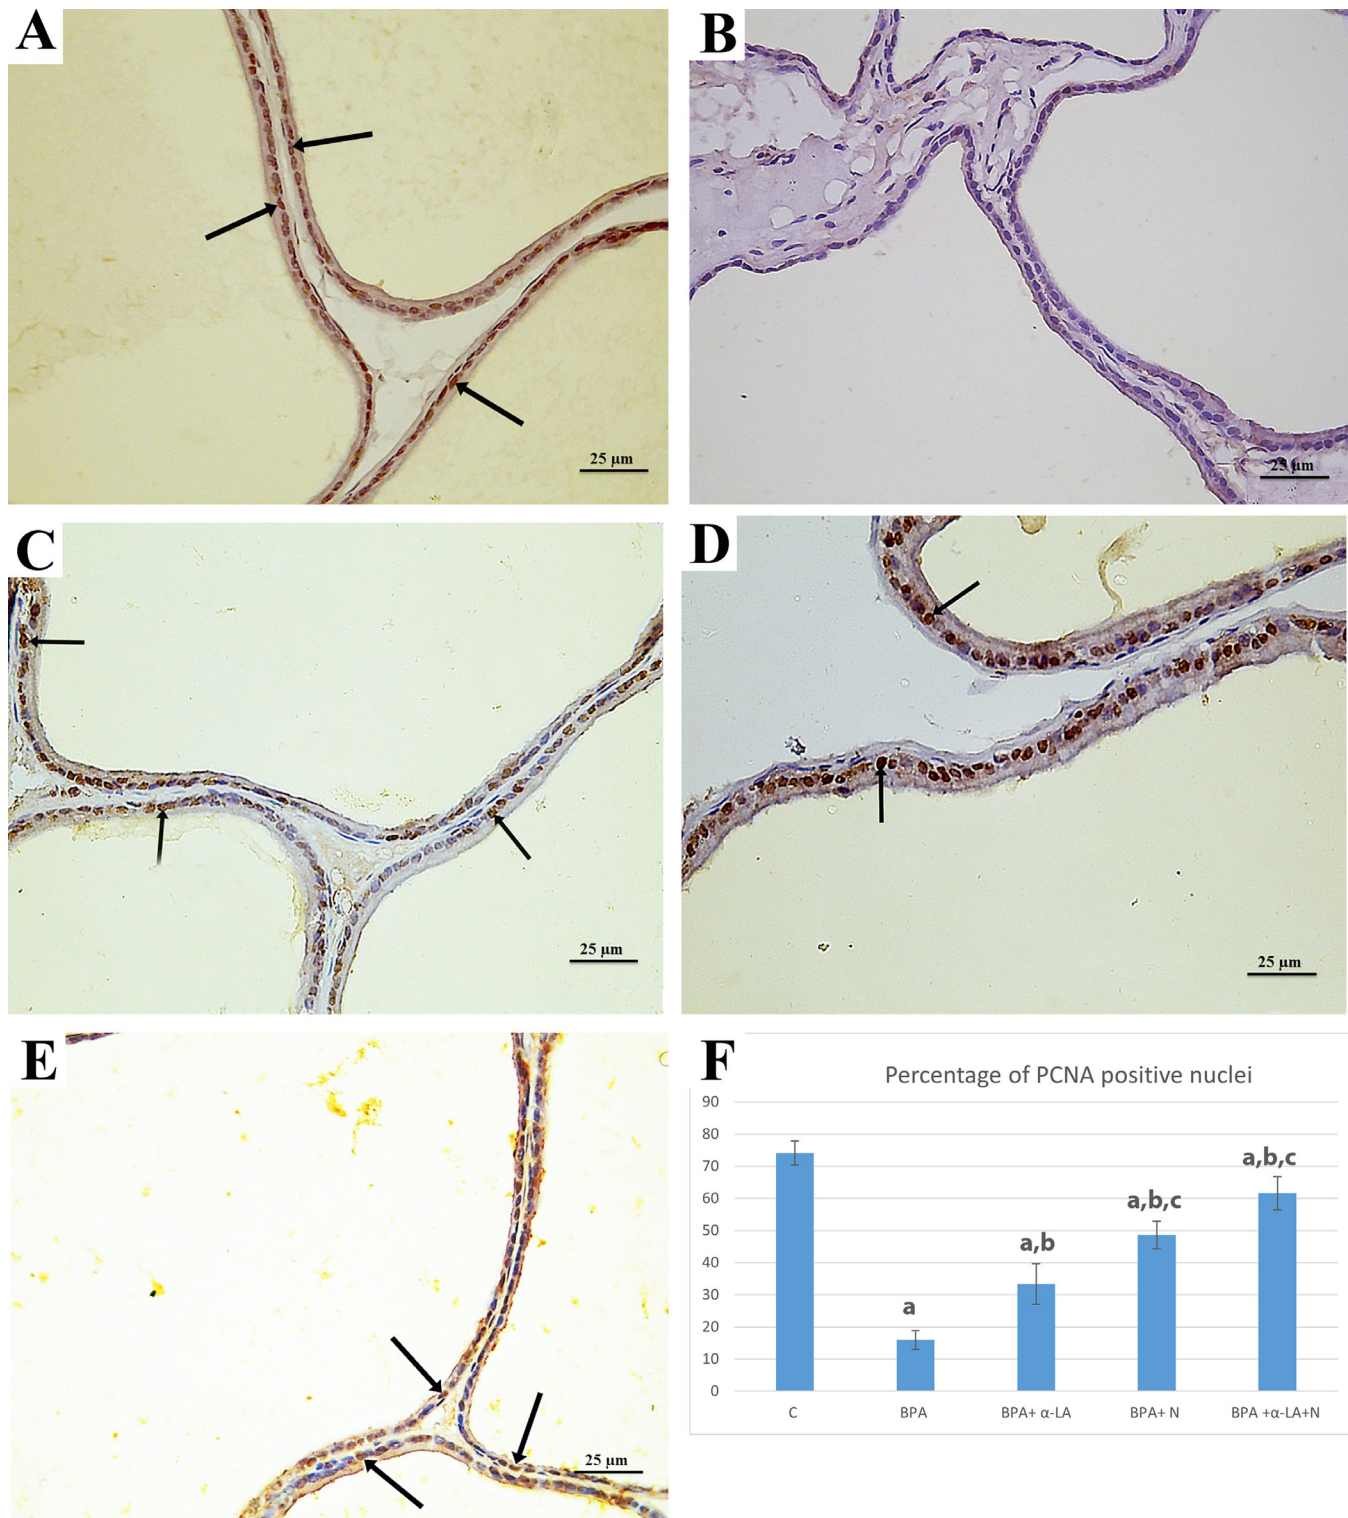 A
25 µm
B
25 µm
C
25 µm
D
25 µm
E
25 µm
F
Percentage of PCNA positive nuclei
90
80
70
60
50
40
30
20
10
0
a
a,b
a,b,c
a,b,c
C BPA BPA+ α-LA BPA+ N BPA +α-LA+N